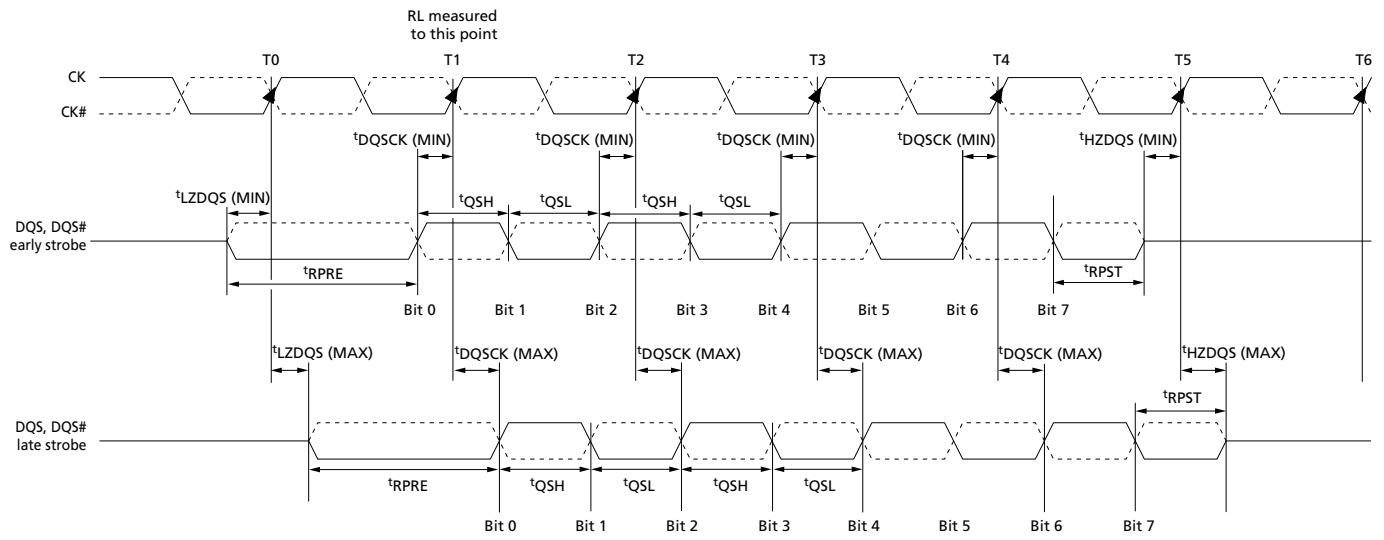 RL measured
to this point
T0 T1 T2 T3 T4 T5 T6
CK
CK#
tDQSCK (MIN) tDQSCK (MIN) tDQSCK (MIN) tDQSCK (MIN) tHZDQS (MIN)
tLZDQS (MIN) tQSH tQSL tQSH tQSL
DQS, DQS#
early strobe
tRPRE tRPST
Bit 0 Bit 1 Bit 2 Bit 3 Bit 4 Bit 5 Bit 6 Bit 7
tLZDQS (MAX) tDQSCK (MAX) tDQSCK (MAX) tDQSCK (MAX) tDQSCK (MAX) tHZDQS (MAX)
tRPST
DQS, DQS#
late strobe
tRPRE tQSH tQSL tQSH tQSL
Bit 0 Bit 1 Bit 2 Bit 3 Bit 4 Bit 5 Bit 6 Bit 7